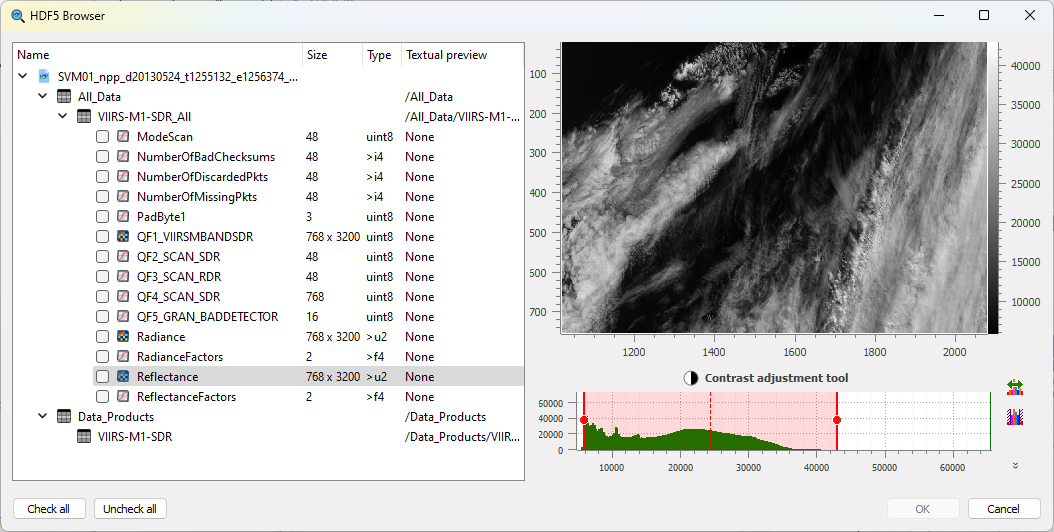 HDF5 Browser
Name Size Type Textual preview
SVM01_npp_d20130524_t1255132_e1256374_...
All_Data /All_Data
VIIRS-M1-SDR_All /All_Data/VIIRS-M1-...
ModeScan 48 uint8 None
NumberOfBadChecksums 48 >i4 None
NumberOfDiscardedPkts 48 >i4 None
NumberOfMissingPkts 48 >i4 None
PadByte1 3 uint8 None
QF1_VIIRSMBANDSDR 768 x 3200 uint8 None
QF2_SCAN_SDR 48 uint8 None
QF3_SCAN_RDR 48 uint8 None
QF4_SCAN_SDR 768 uint8 None
QF5_GRAN_BADDETECTOR 16 uint8 None
Radiance 768 x 3200 >u2 None
RadianceFactors 2 >f4 None
Reflectance 768 x 3200 >u2 None
ReflectanceFactors 2 >f4 None
Data_Products /Data_Products
VIIRS-M1-SDR /Data_Products/VIIR...
100
200
300
400
500
600
700
1200 1400 1600 1800 2000
40000
35000
30000
25000
20000
15000
10000
Contrast adjustment tool
60000
40000
20000
0
10000 20000 30000 40000 50000 60000
Check all Uncheck all OK Cancel